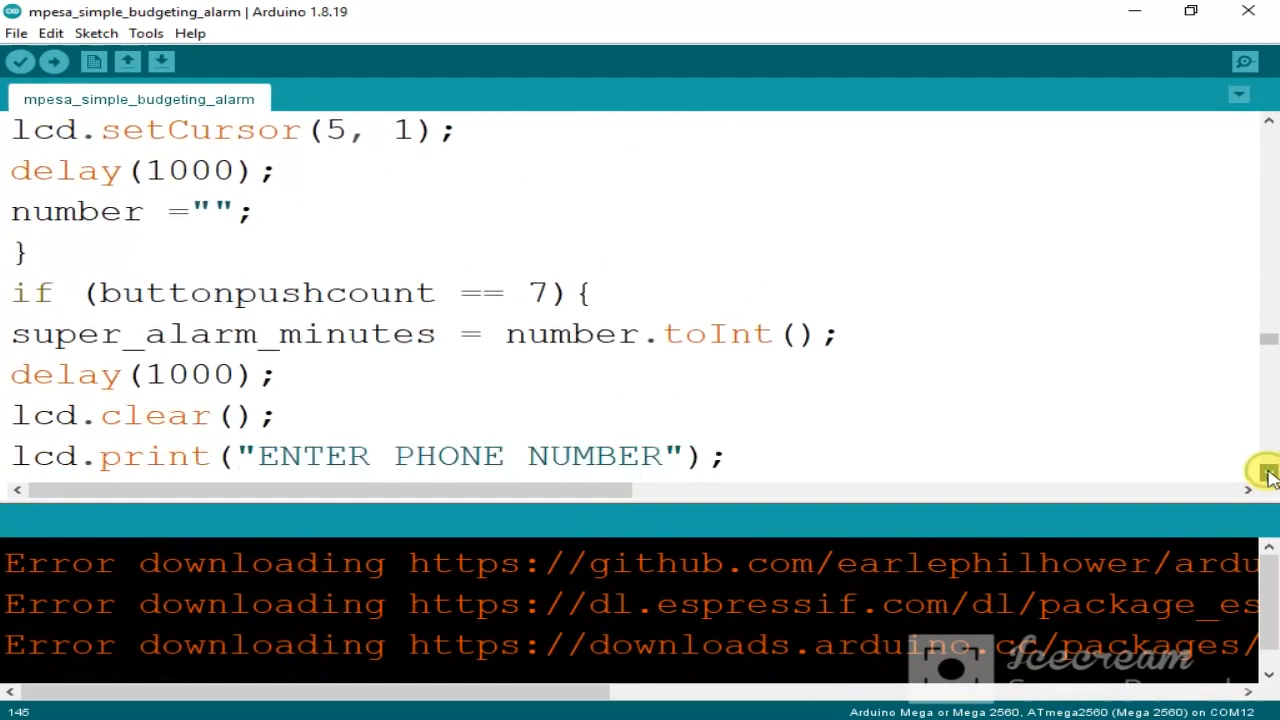 mpesa_simple_budgeting_alarm | Arduino 1.8.19
File Edit Sketch Tools Help
mpesa_simple_budgeting_alarm
lcd.setCursor(5, 1);
delay(1000);
number ="";
}
if (buttonpushcount == 7){
super_alarm_minutes = number.toInt();
delay(1000);
lcd.clear();
lcd.print("ENTER PHONE NUMBER");
Error downloading https://github.com/earlephilhower/ardu
Error downloading https://dl.espressif.com/dl/package_es
Error downloading https://downloads.arduino.cc/packages/
Icecream
145 Arduino Mega or Mega 2560, ATmega2560 (Mega 2560) on COM12